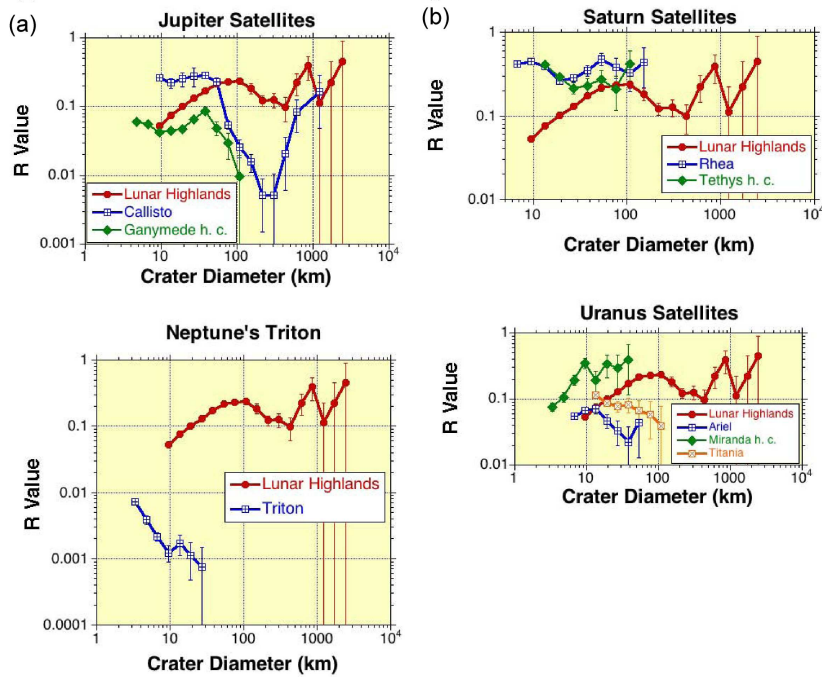 (a)
Jupiter Satellites
R Value
1
0.1
0.01
0.001
Lunar Highlands
Callisto
Ganymede h. c.
1 10 100 1000 10⁴
Crater Diameter (km)
(b)
Saturn Satellites
R Value
1
0.1
0.01
Lunar Highlands
Rhea
Tethys h. c.
10 100 1000 10⁴
Crater Diameter (km)
Neptune's Triton
R Value
1
0.1
0.01
0.001
0.0001
Lunar Highlands
Triton
1 10 100 1000 10⁴
Crater Diameter (km)
Uranus Satellites
R Value
1
0.1
0.01
Lunar Highlands
Ariel
Miranda h. c.
Titania
1 10 100 1000 10⁴
Crater Diameter (km)